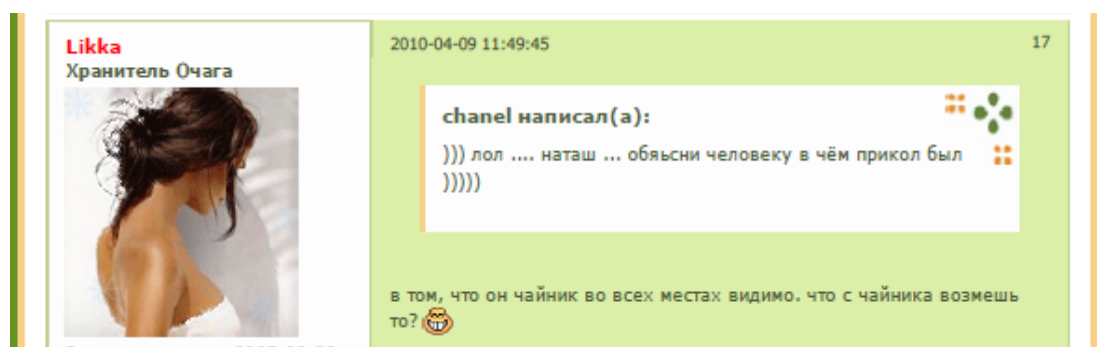 Likka
Хранитель Очага
2010-04-09 11:49:45
17
chanel написал(а):
))) лол .... наташ ... обяьсни человеку в чём прикол был
)))))
в том, что он чайник во всех местах видимо. что с чайника возмешь
то?